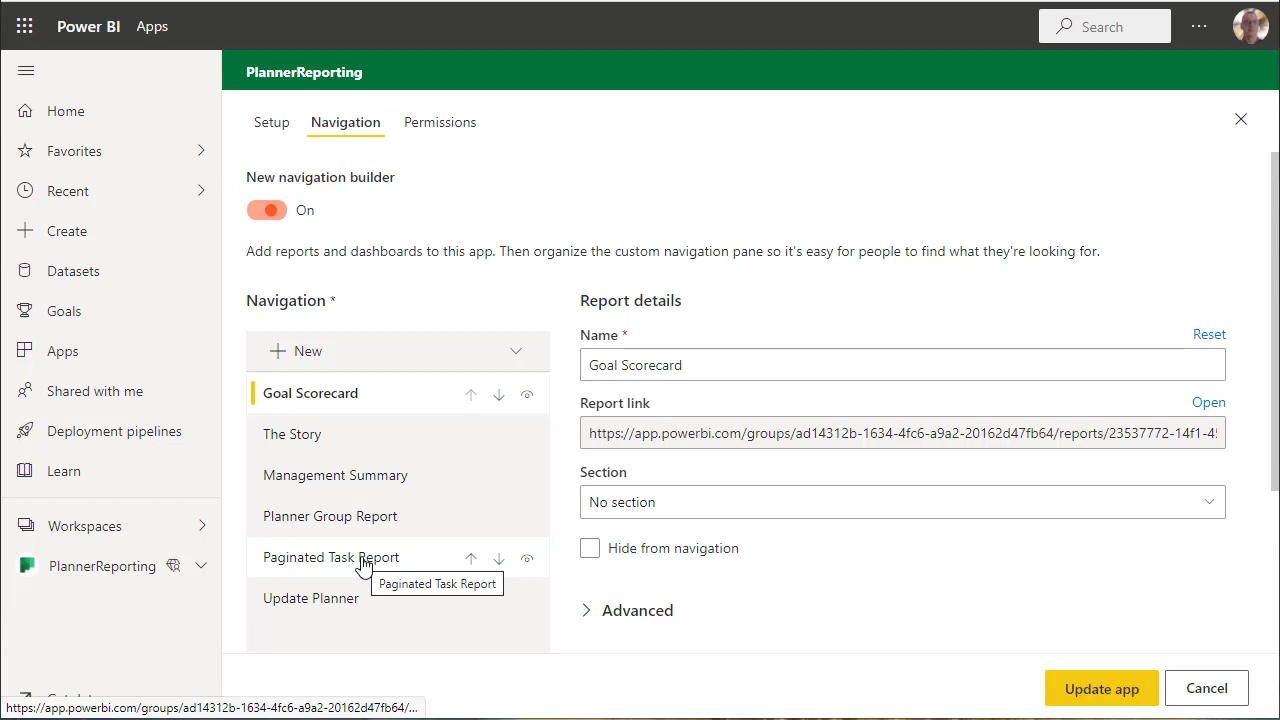 Power BI Apps Search ...
PlannerReporting
Setup Navigation Permissions
Home
Favorites
Recent
Create
Datasets
Goals
Apps
Shared with me
Deployment pipelines
Learn
Workspaces
PlannerReporting
New navigation builder
On
Add reports and dashboards to this app. Then organize the custom navigation pane so it's easy for people to find what they're looking for.
Navigation *
New
Goal Scorecard
The Story
Management Summary
Planner Group Report
Paginated Task Report
Paginated Task Report
Update Planner
Report details
Name * Reset
Goal Scorecard
Report link Open
https://app.powerbi.com/groups/ad14312b-1634-4fc6-a9a2-20162d47fb64/reports/23537772-14f1-45
Section
No section
Hide from navigation
Advanced
Update app Cancel
https://app.powerbi.com/groups/ad14312b-1634-4fc6-a9a2-20162d47fb64/...